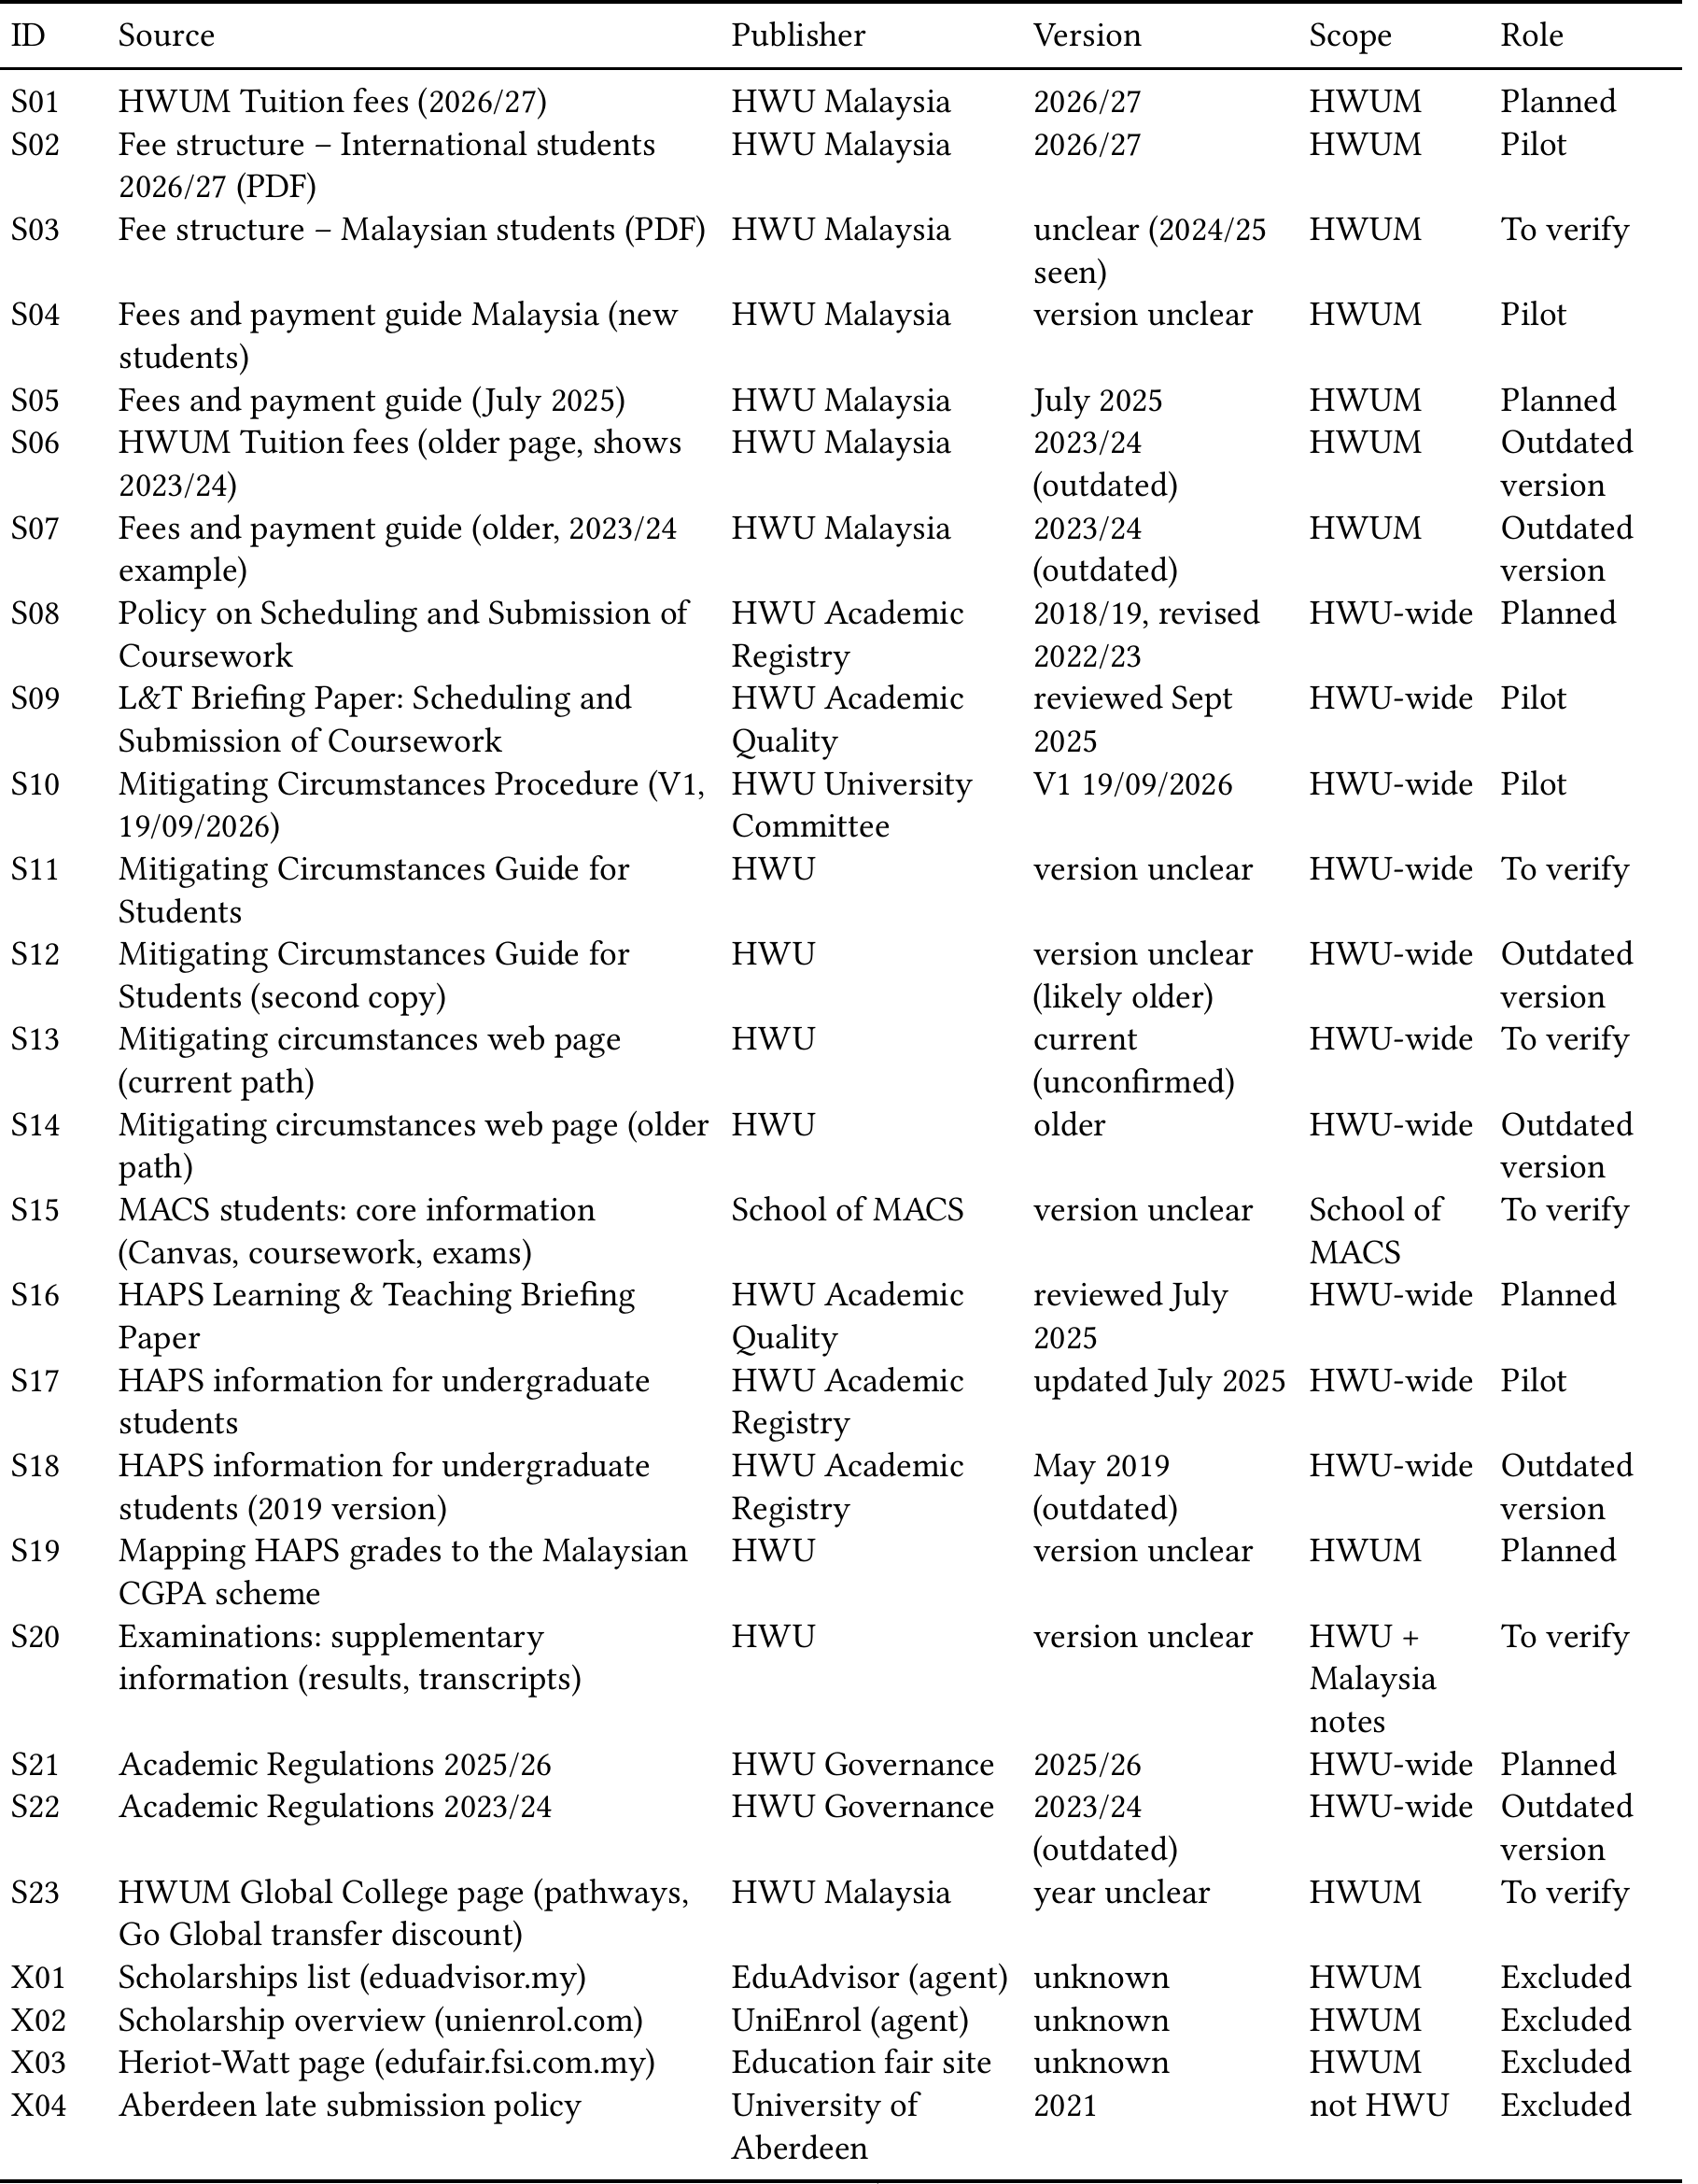 ID Source Publisher Version Scope Role
S01 HWUM Tuition fees (2026/27) HWU Malaysia 2026/27 HWUM Planned
S02 Fee structure – International students HWU Malaysia 2026/27 HWUM Pilot
2026/27 (PDF)
S03 Fee structure – Malaysian students (PDF) HWU Malaysia unclear (2024/25 HWUM To verify
seen)
S04 Fees and payment guide Malaysia (new HWU Malaysia version unclear HWUM Pilot
students)
S05 Fees and payment guide (July 2025) HWU Malaysia July 2025 HWUM Planned
S06 HWUM Tuition fees (older page, shows HWU Malaysia 2023/24 HWUM Outdated
2023/24) (outdated) version
S07 Fees and payment guide (older, 2023/24 HWU Malaysia 2023/24 HWUM Outdated
example) (outdated) version
S08 Policy on Scheduling and Submission of HWU Academic 2018/19, revised HWU-wide Planned
Coursework Registry 2022/23
S09 L&T Briefing Paper: Scheduling and HWU Academic reviewed Sept HWU-wide Pilot
Submission of Coursework Quality 2025
S10 Mitigating Circumstances Procedure (V1, HWU University V1 19/09/2026 HWU-wide Pilot
19/09/2026) Committee
S11 Mitigating Circumstances Guide for HWU version unclear HWU-wide To verify
Students
S12 Mitigating Circumstances Guide for HWU version unclear HWU-wide Outdated
Students (second copy) (likely older) version
S13 Mitigating circumstances web page HWU current HWU-wide To verify
(current path) (unconfirmed)
S14 Mitigating circumstances web page (older HWU older HWU-wide Outdated
path) version
S15 MACS students: core information School of MACS version unclear School of To verify
(Canvas, coursework, exams) MACS
S16 HAPS Learning & Teaching Briefing HWU Academic reviewed July HWU-wide Planned
Paper Quality 2025
S17 HAPS information for undergraduate HWU Academic updated July 2025 HWU-wide Pilot
students Registry
S18 HAPS information for undergraduate HWU Academic May 2019 HWU-wide Outdated
students (2019 version) Registry (outdated) version
S19 Mapping HAPS grades to the Malaysian HWU version unclear HWUM Planned
CGPA scheme
S20 Examinations: supplementary HWU version unclear HWU + To verify
information (results, transcripts) Malaysia
notes
S21 Academic Regulations 2025/26 HWU Governance 2025/26 HWU-wide Planned
S22 Academic Regulations 2023/24 HWU Governance 2023/24 HWU-wide Outdated
(outdated) version
S23 HWUM Global College page (pathways, HWU Malaysia year unclear HWUM To verify
Go Global transfer discount)
X01 Scholarships list (eduadvisor.my) EduAdvisor (agent) unknown HWUM Excluded
X02 Scholarship overview (unienrol.com) UniEnrol (agent) unknown HWUM Excluded
X03 Heriot-Watt page (edufair.fsi.com.my) Education fair site unknown HWUM Excluded
X04 Aberdeen late submission policy University of 2021 not HWU Excluded
Aberdeen